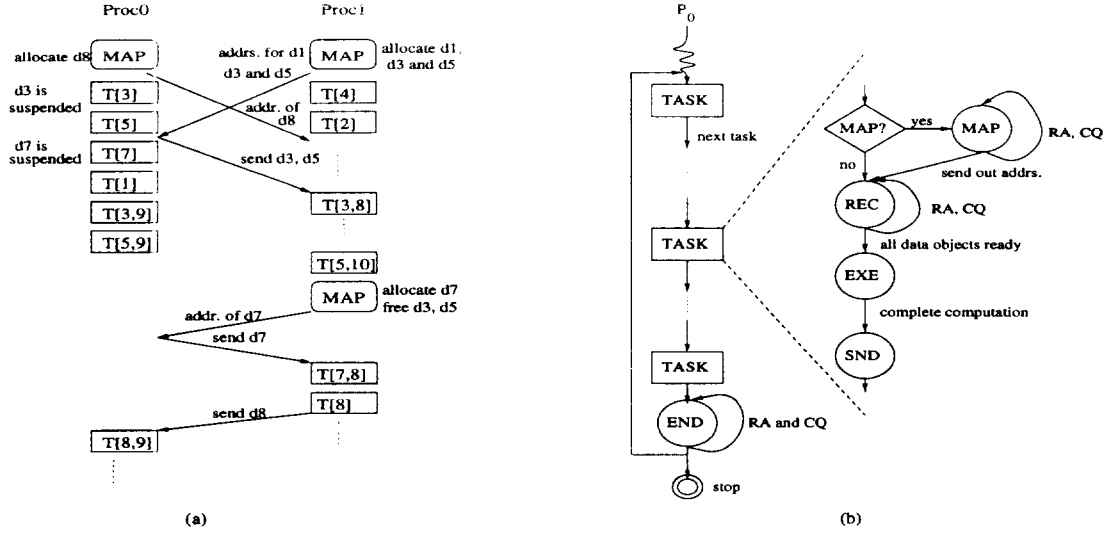 Proc0
Proc1
allocate d8
MAP
addrs. for d1
d3 and d5
MAP
allocate d1,
d3 and d5
d3 is
suspended
T[3]
T[4]
addr. of
d8
T[5]
T[2]
d7 is
suspended
T[7]
send d3, d5
T[1]
T[3,9]
T[3,8]
T[5,9]
T[5,10]
MAP
allocate d7
free d3, d5
addr. of d7
send d7
T[7,8]
T[8]
send d8
T[8,9]
(a)
P0
TASK
next task
TASK
TASK
END
RA and CQ
stop
MAP?
yes
MAP
RA, CQ
no
send out addrs.
REC
RA, CQ
all data objects ready
EXE
complete computation
SND
(b)